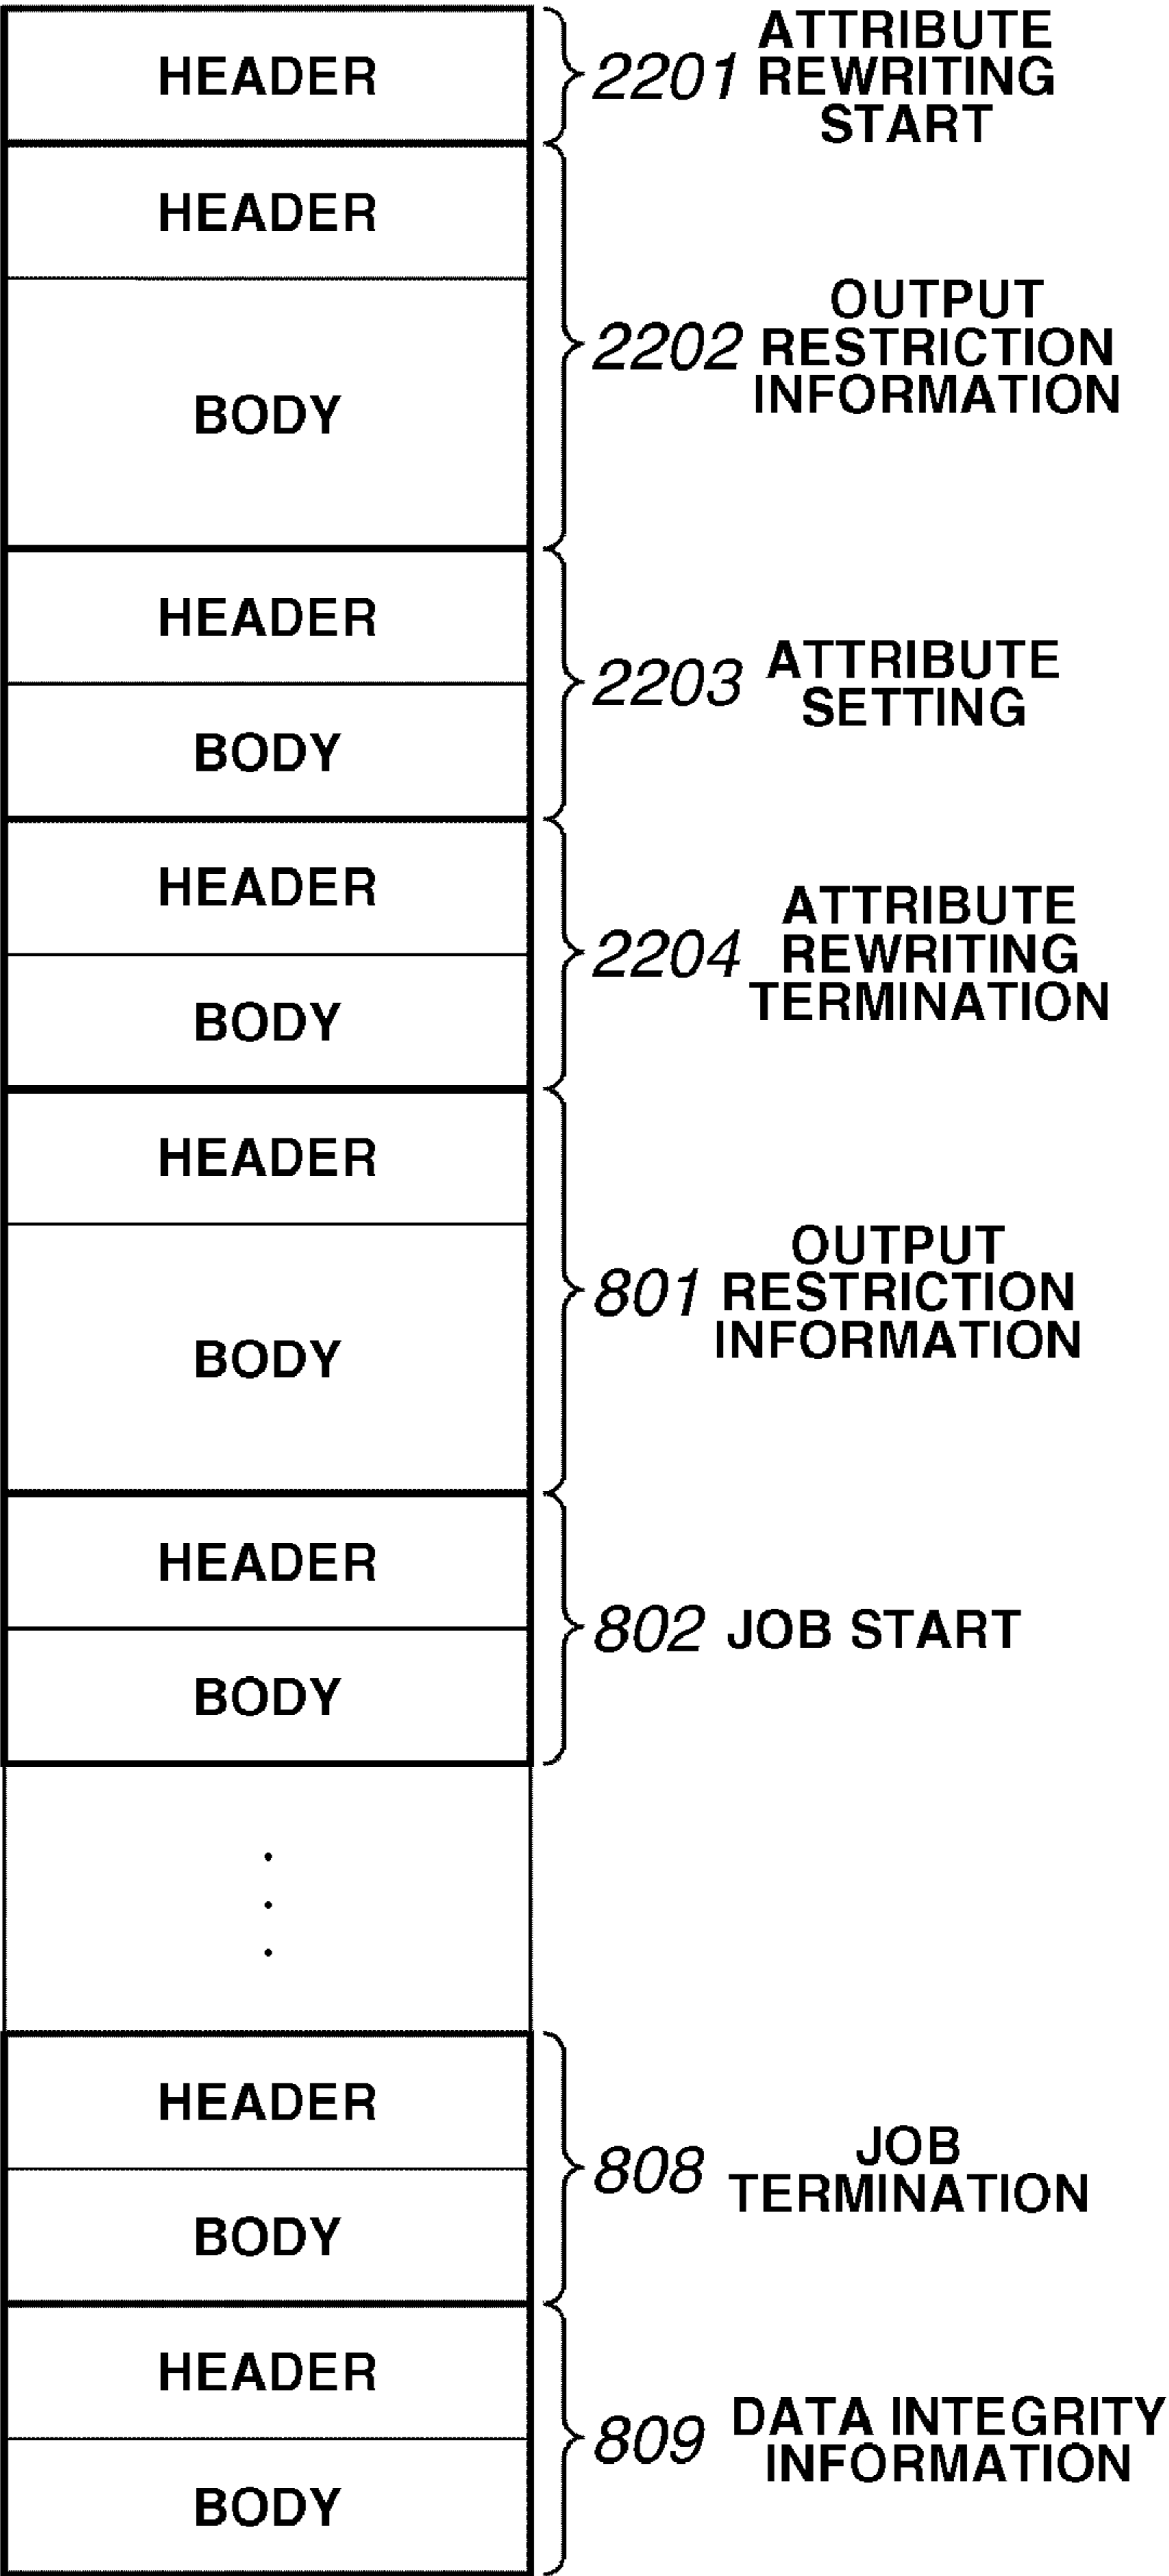 HEADER
2201 ATTRIBUTE
REWRITING
START
HEADER
BODY
2202 OUTPUT
RESTRICTION
INFORMATION
HEADER
BODY
2203 ATTRIBUTE
SETTING
HEADER
BODY
2204 ATTRIBUTE
REWRITING
TERMINATION
HEADER
BODY
801 OUTPUT
RESTRICTION
INFORMATION
HEADER
BODY
802 JOB START
.
.
.
HEADER
BODY
808 JOB
TERMINATION
HEADER
BODY
809 DATA INTEGRITY
INFORMATION